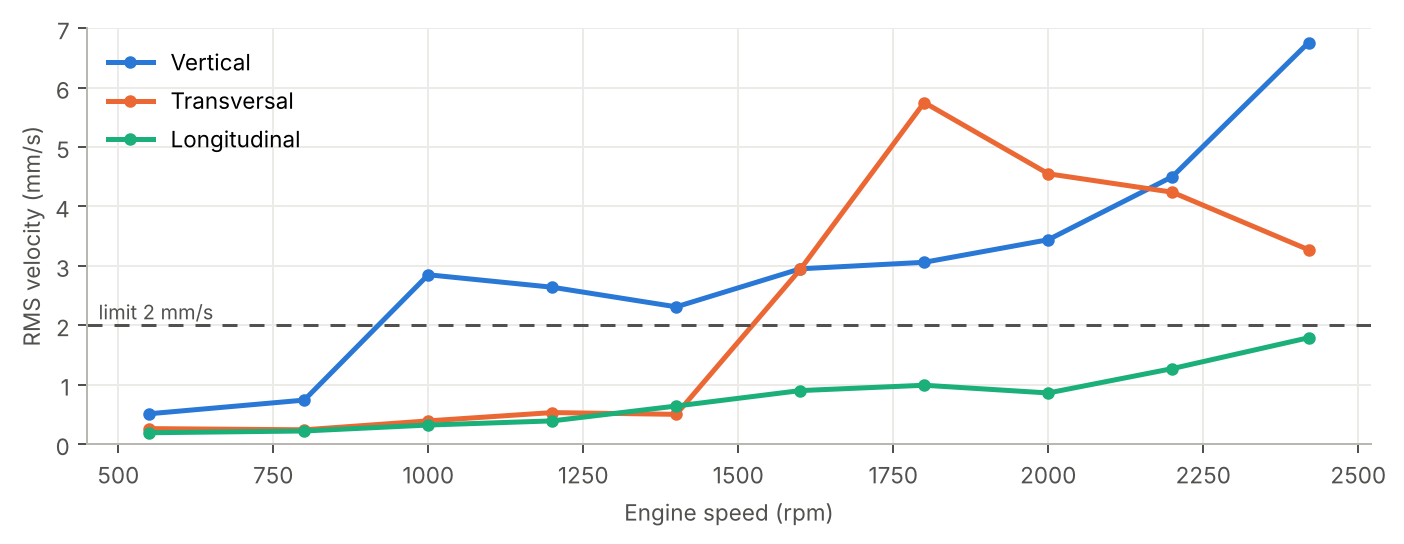 7
6
5
4
3
2
1
0
RMS velocity (mm/s)
Vertical
Transversal
Longitudinal
limit 2 mm/s
500 750 1000 1250 1500 1750 2000 2250 2500
Engine speed (rpm)